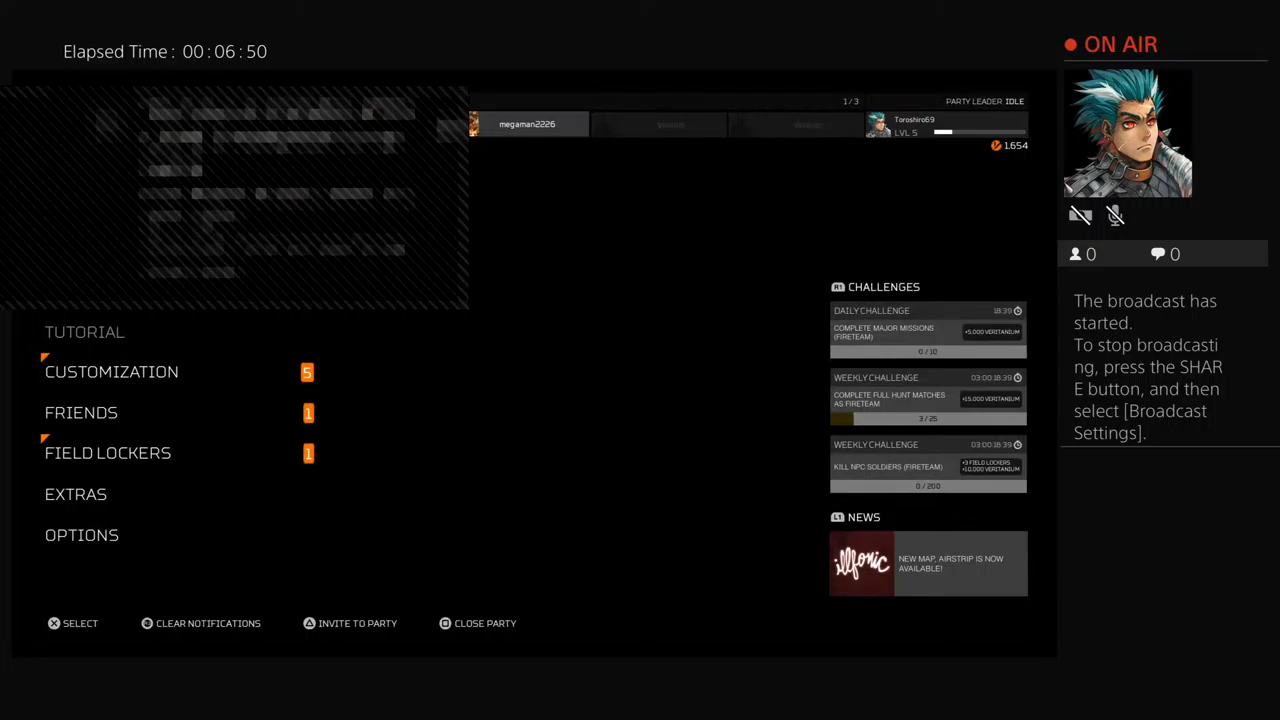 Elapsed Time : 00:06:50
ON AIR
1/3
PARTY LEADER IDLE
megaman2226
Toroshiro69
LVL 5
1,654
0
0
The broadcast has
started.
To stop broadcasti
ng, press the SHAR
E button, and then
select [Broadcast
Settings].
TUTORIAL
CUSTOMIZATION 5
FRIENDS 1
FIELD LOCKERS 1
EXTRAS
OPTIONS
R1 CHALLENGES
DAILY CHALLENGE 18:39
COMPLETE MAJOR MISSIONS
(FIRETEAM)
+5,000 VERITANIUM
0 / 10
WEEKLY CHALLENGE 03:00:18:39
COMPLETE FULL HUNT MATCHES
AS FIRETEAM
+15,000 VERITANIUM
3 / 25
WEEKLY CHALLENGE 03:00:18:39
KILL NPC SOLDIERS (FIRETEAM)
+3 FIELD LOCKERS
+10,000 VERITANIUM
0 / 200
L1 NEWS
illfonic
NEW MAP, AIRSTRIP IS NOW
AVAILABLE!
SELECT
CLEAR NOTIFICATIONS
INVITE TO PARTY
CLOSE PARTY